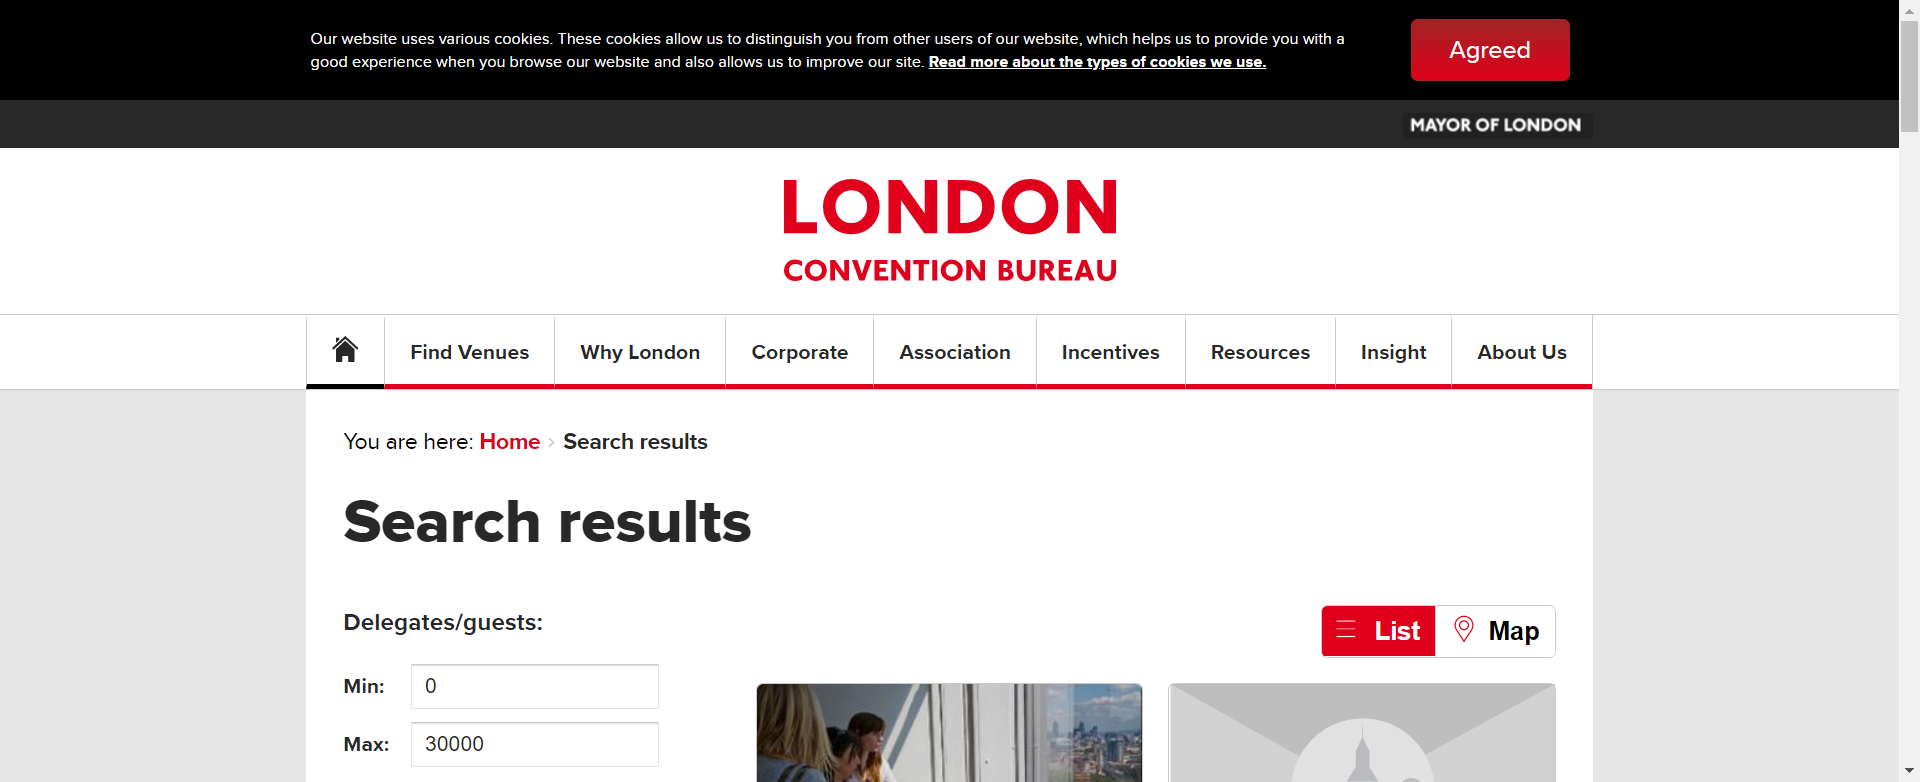 Our website uses various cookies. These cookies allow us to distinguish you from other users of our website, which helps us to provide you with a
good experience when you browse our website and also allows us to improve our site. Read more about the types of cookies we use.
Agreed
MAYOR OF LONDON
LONDON
CONVENTION BUREAU
Find Venues
Why London
Corporate
Association
Incentives
Resources
Insight
About Us
You are here: Home › Search results
Search results
Delegates/guests:
List
Map
Min: 0
Max: 30000